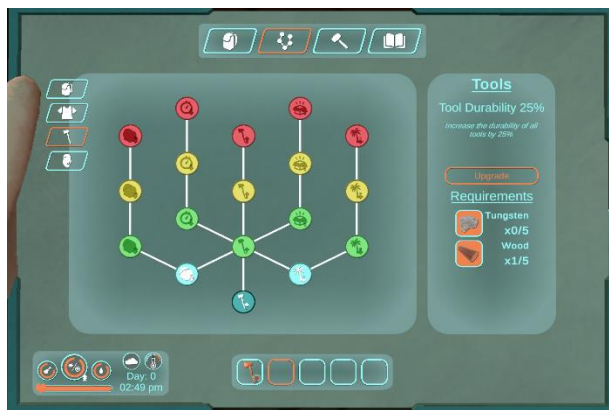 Tools
Tool Durability 25%
Increase the durability of all
tools by 25%
Upgrade
Requirements
Tungsten
x0/5
Wood
x1/5
Day: 0
02:49 pm